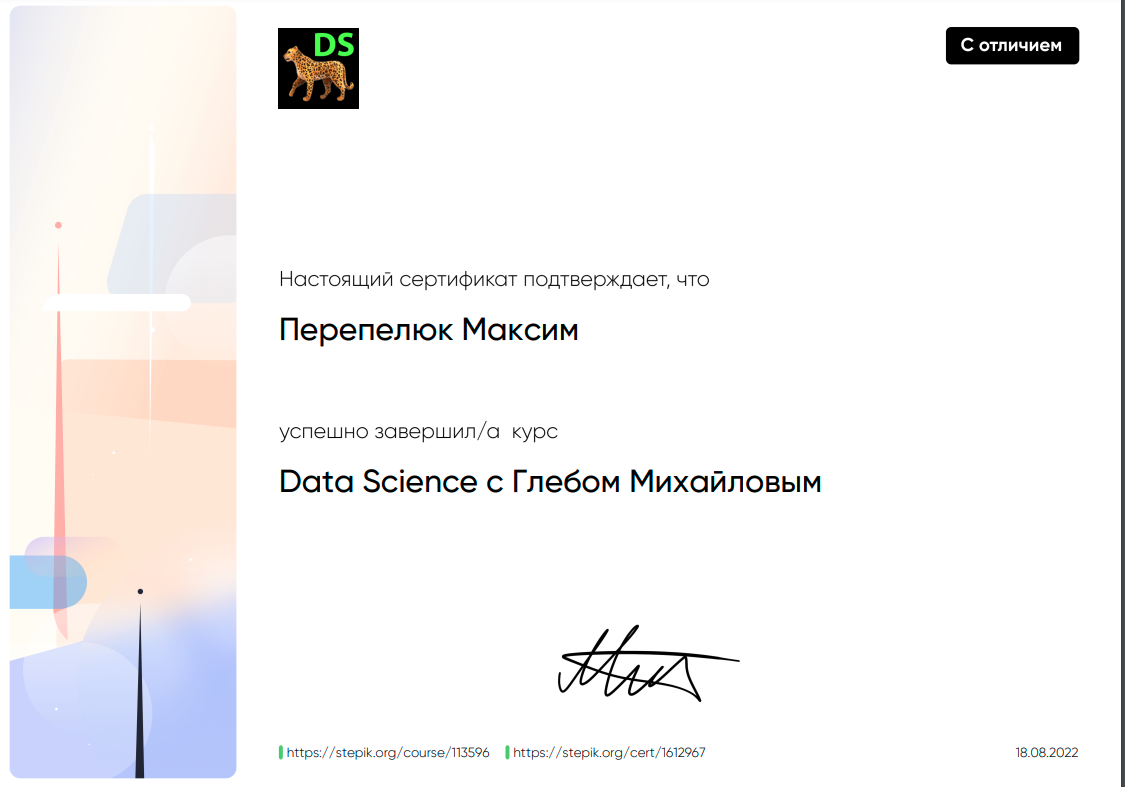 DS
С отличием
Настоящий сертификат подтверждает, что
Перепелюк Максим
успешно завершил/а курс
Data Science с Глебом Михайловым
https://stepik.org/course/113596 https://stepik.org/cert/1612967 18.08.2022